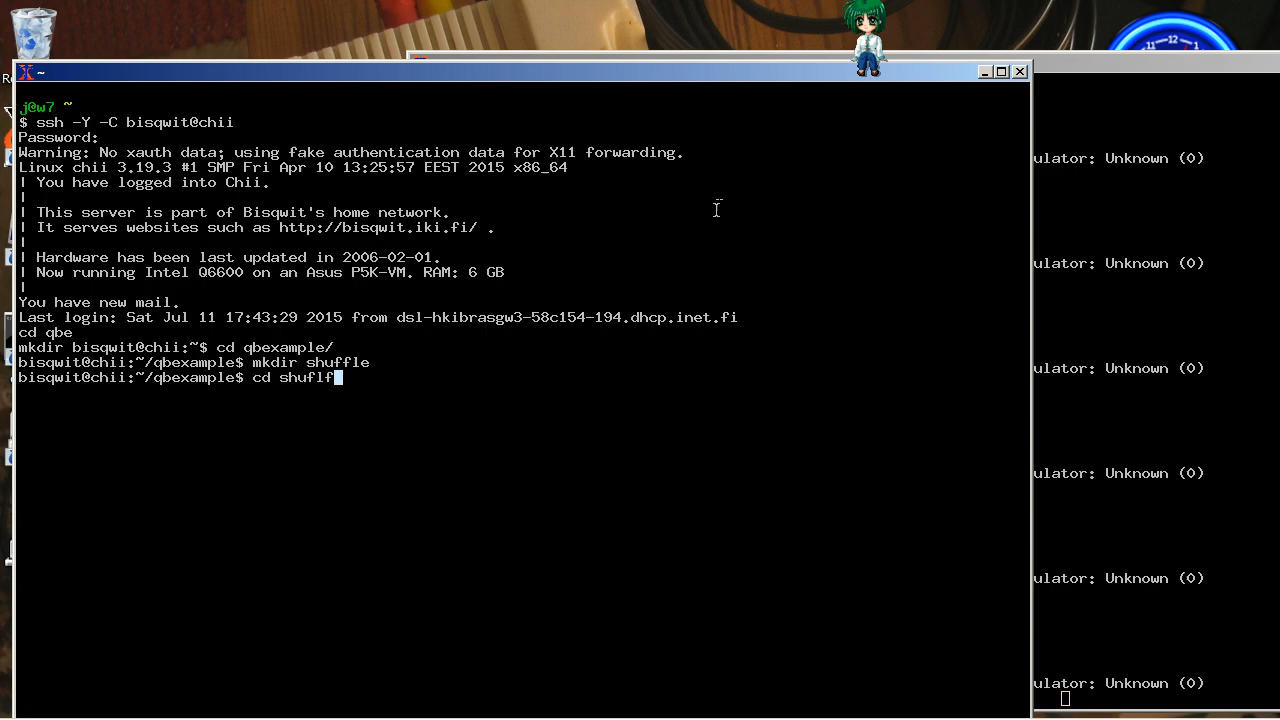 ~
j@w7 ~
$ ssh -Y -C bisqwit@chii
Password:
Warning: No xauth data; using fake authentication data for X11 forwarding.
Linux chii 3.19.3 #1 SMP Fri Apr 10 13:25:57 EEST 2015 x86_64
| You have logged into Chii.
|
| This server is part of Bisqwit's home network.
| It serves websites such as http://bisqwit.iki.fi/ .
|
| Hardware has been last updated in 2006-02-01.
| Now running Intel Q6600 on an Asus P5K-VM. RAM: 6 GB
|
You have new mail.
Last login: Sat Jul 11 17:43:29 2015 from dsl-hkibrasgw3-58c154-194.dhcp.inet.fi
cd qbe
mkdir bisqwit@chii:~$ cd qbexample/
bisqwit@chii:~/qbexample$ mkdir shuffle
bisqwit@chii:~/qbexample$ cd shuflf
ulator: Unknown (0)
ulator: Unknown (0)
ulator: Unknown (0)
ulator: Unknown (0)
ulator: Unknown (0)
ulator: Unknown (0)
11 12 1